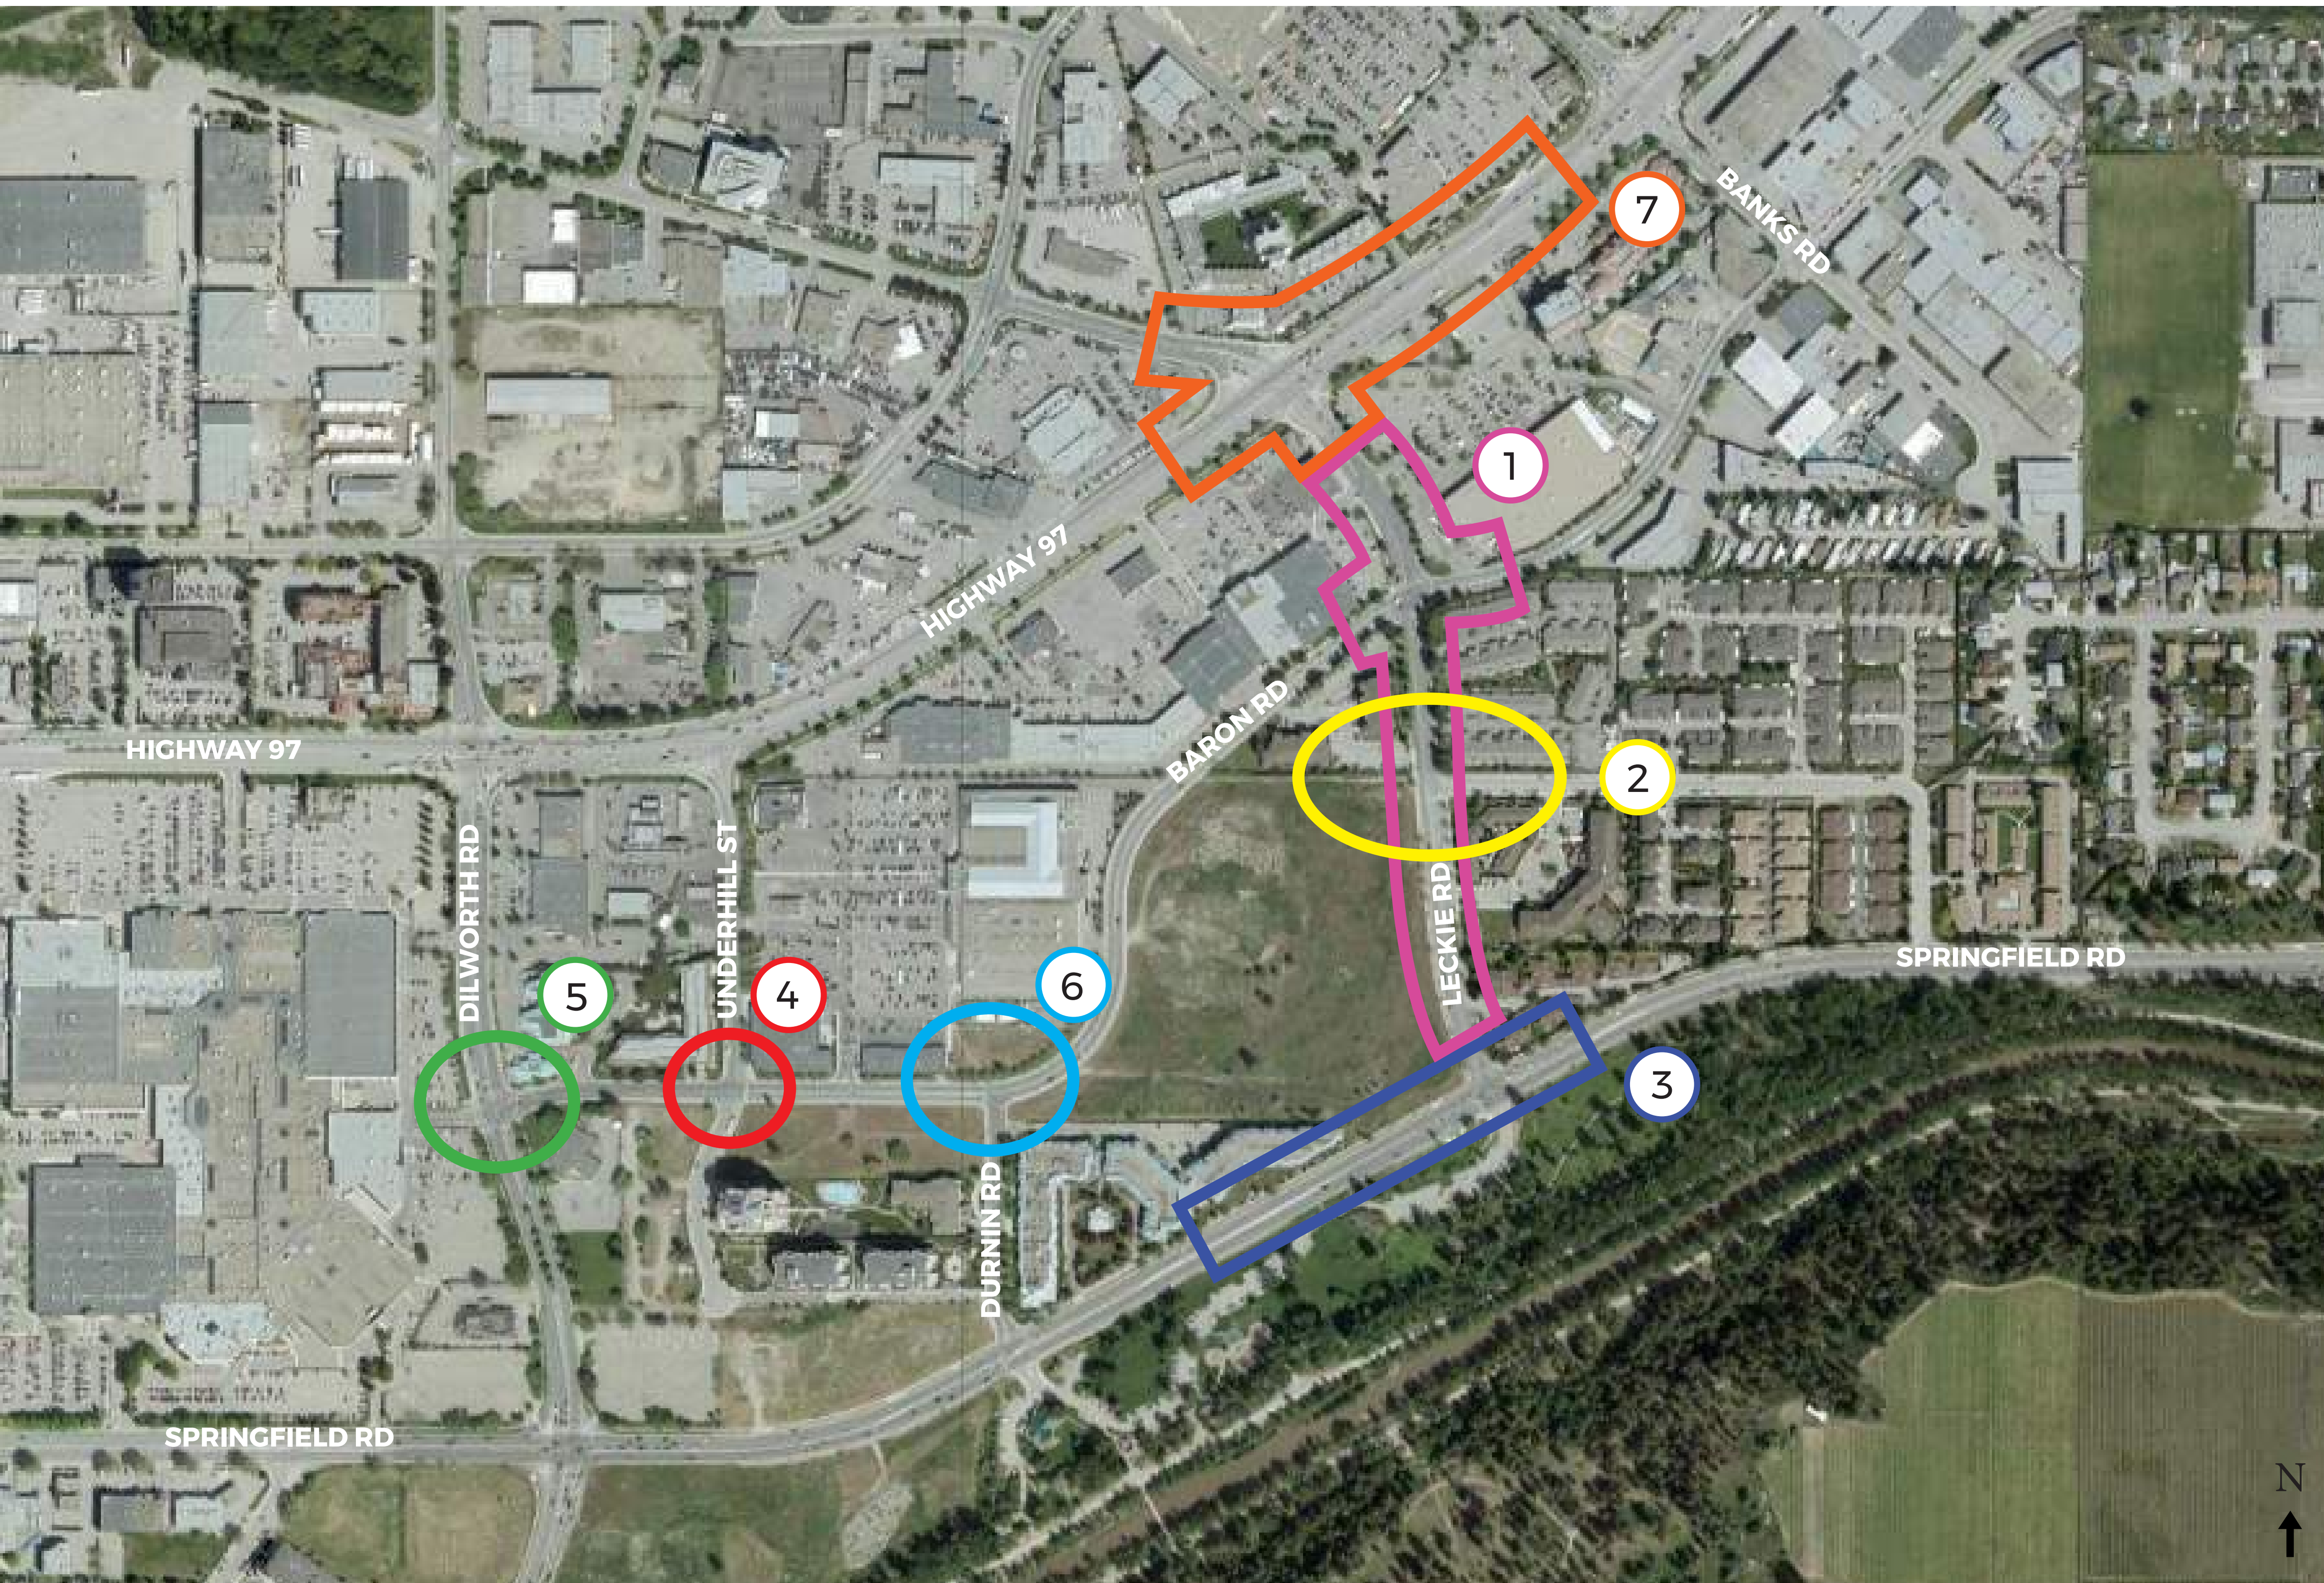 7
BANKS RD
1
HIGHWAY 97
BARON RD
HIGHWAY 97
2
DILWORTH RD
UNDERHILL ST
LECKIE RD
SPRINGFIELD RD
5
4
6
3
DURNIN RD
SPRINGFIELD RD
N